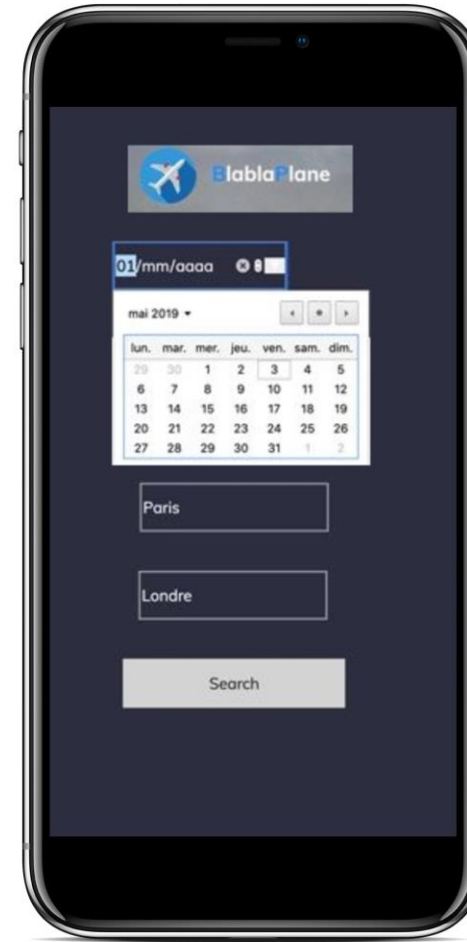 BlablaPlane
01/mm/aaaa
mai 2019
lun. mar. mer. jeu. ven. sam. dim.
29 30 1 2 3 4 5
6 7 8 9 10 11 12
13 14 15 16 17 18 19
20 21 22 23 24 25 26
27 28 29 30 31 1 2
Paris
Londre
Search